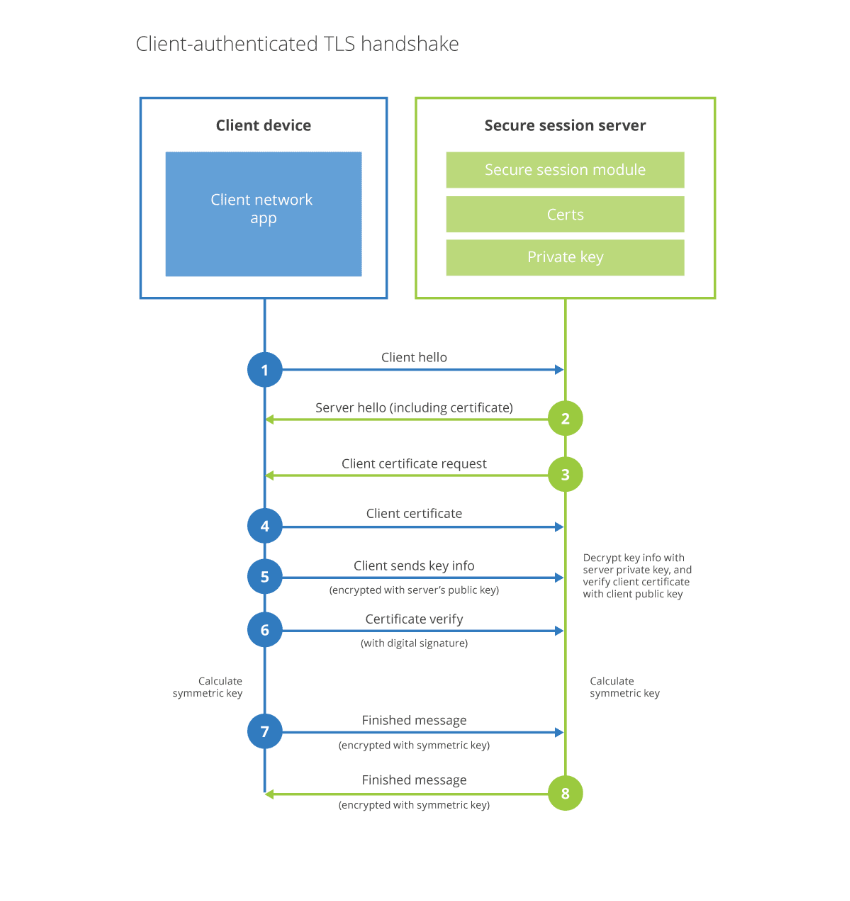 Client-authenticated TLS handshake
Client device
Secure session server
Client network
app
Secure session module
Certs
Private key
1
Client hello
Server hello (including certificate)
2
Client certificate request
3
4
Client certificate
5
Client sends key info
(encrypted with server's public key)
Decrypt key info with
server private key, and
verify client certificate
with client public key
6
Certificate verify
(with digital signature)
Calculate
symmetric key
Calculate
symmetric key
7
Finished message
(encrypted with symmetric key)
Finished message
(encrypted with symmetric key)
8